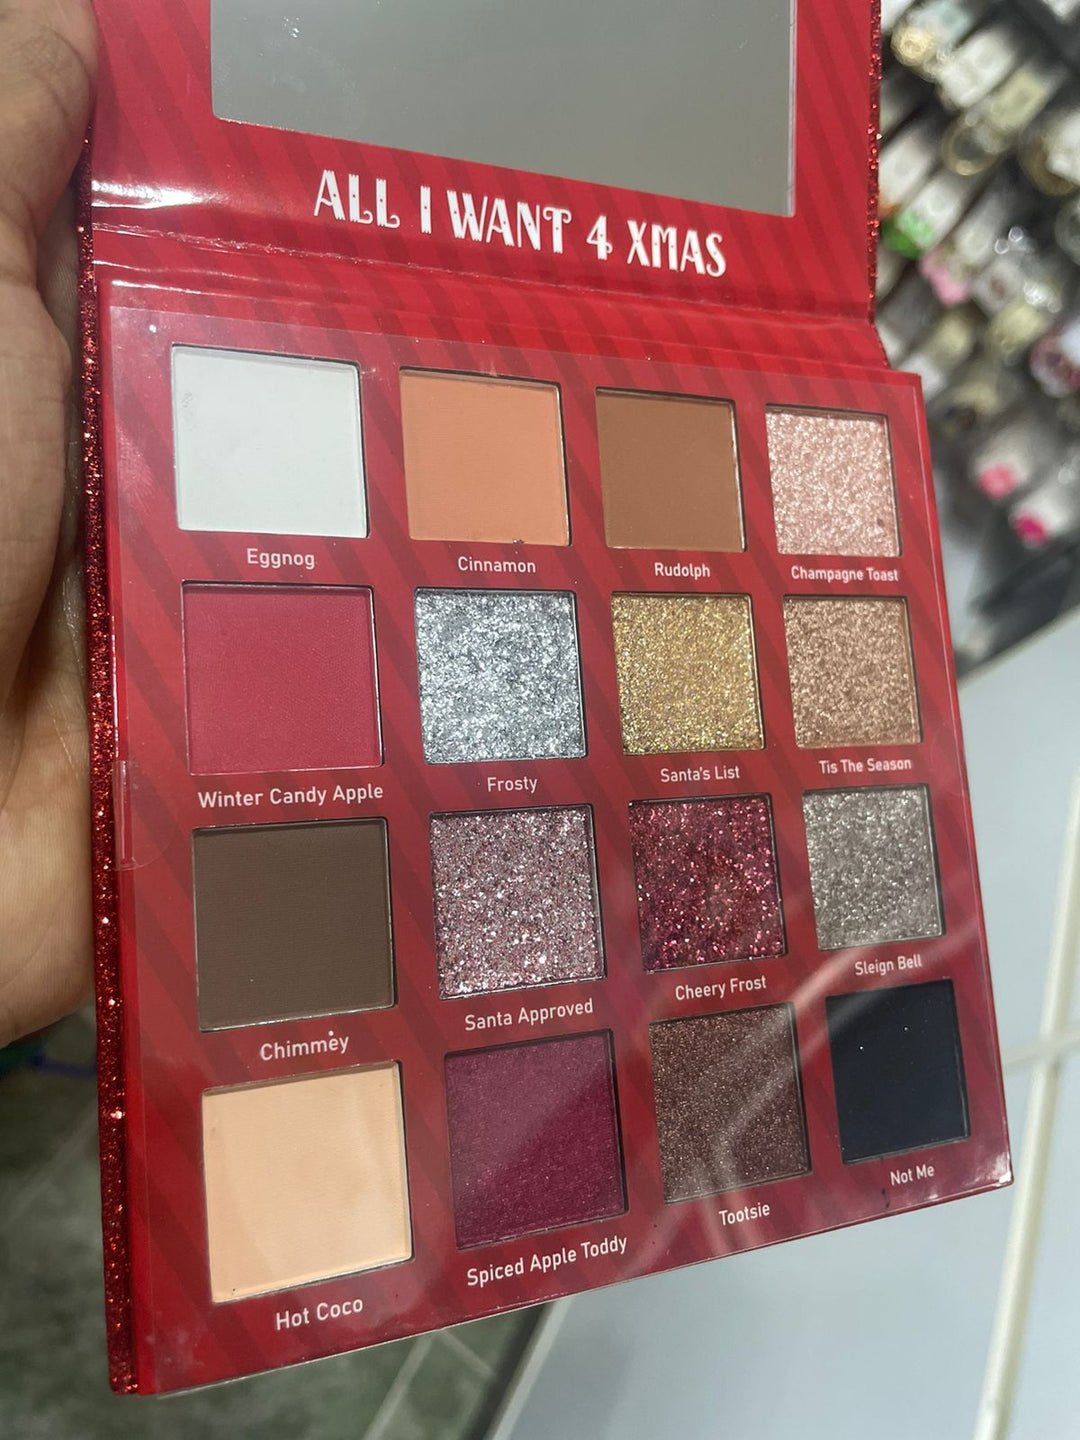 ALL I WANT 4 XMAS
Eggnog
Cinnamon
Rudolph
Champagne Toast
Winter Candy Apple
Frosty
Santa's List
Tis The Season
Chimmey
Santa Approved
Cheery Frost
Sleign Bell
Hot Coco
Spiced Apple Toddy
Tootsie
Not Me